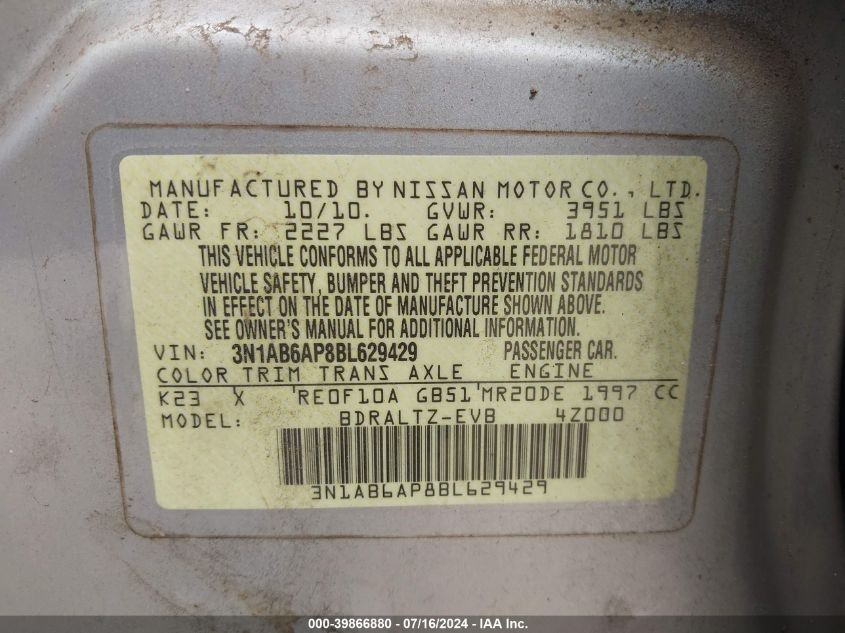 MANUFACTURED BY NISSAN MOTOR CO., LTD.
DATE: 10/10. GVWR: 3951 LBS
GAWR FR: 2227 LBS GAWR RR: 1810 LBS
THIS VEHICLE CONFORMS TO ALL APPLICABLE FEDERAL MOTOR
VEHICLE SAFETY, BUMPER AND THEFT PREVENTION STANDARDS
IN EFFECT ON THE DATE OF MANUFACTURE SHOWN ABOVE.
SEE OWNER'S MANUAL FOR ADDITIONAL INFORMATION.
VIN: 3N1AB6AP8BL629429 PASSENGER CAR.
COLOR TRIM TRANS AXLE ENGINE
K23 X 'RE0F10A GB51'MR20DE 1997 CC
MODEL: BDRALTZ-EVB 4Z000
3N1AB6AP8BL629429
000-39866880 - 07/16/2024 - IAA Inc.